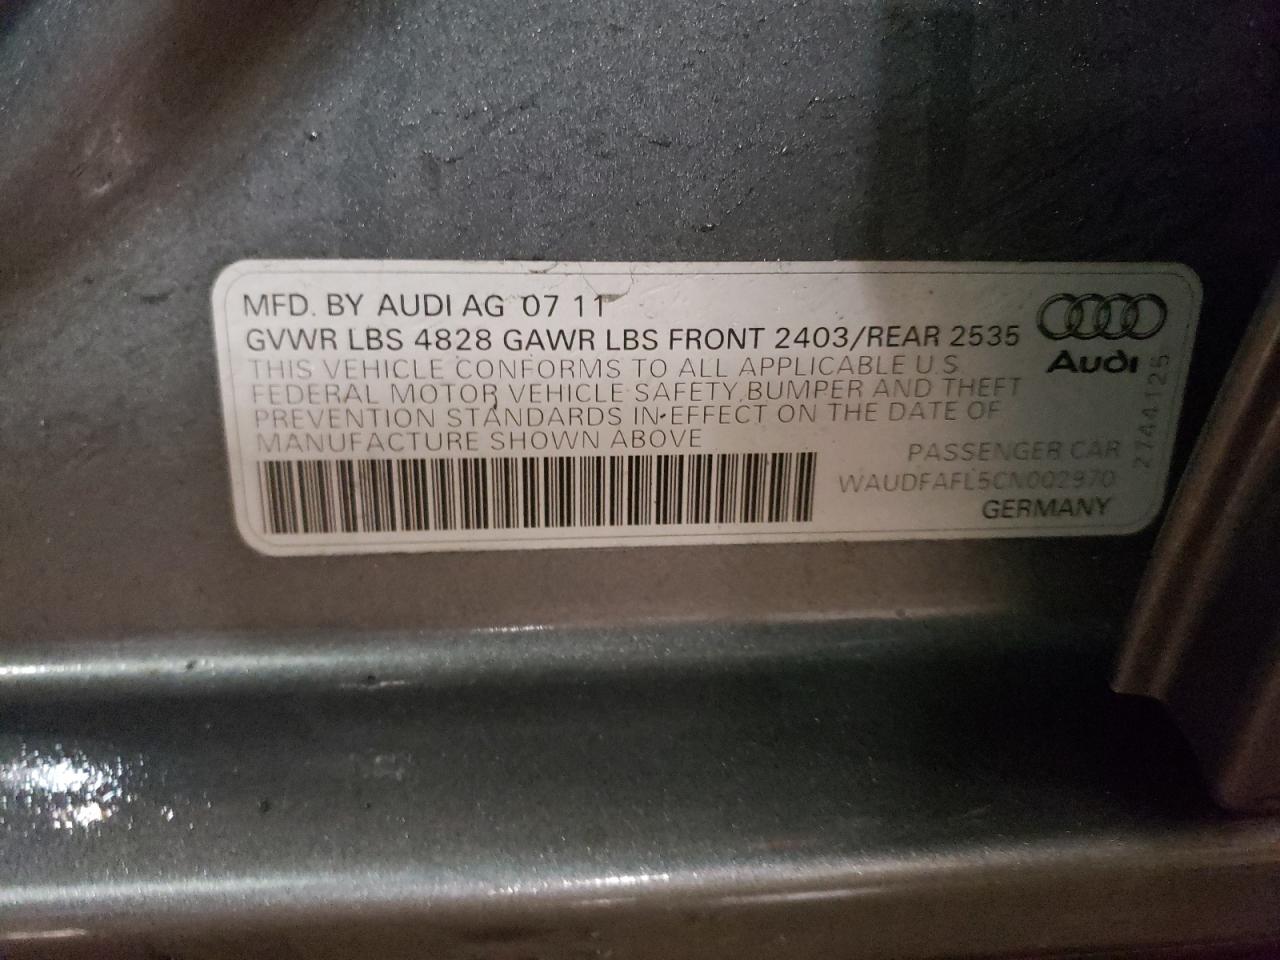 MFD. BY AUDI AG 07 11
GVWR LBS 4828 GAWR LBS FRONT 2403/REAR 2535
THIS VEHICLE CONFORMS TO ALL APPLICABLE U.S.
FEDERAL MOTOR VEHICLE SAFETY, BUMPER AND THEFT
PREVENTION STANDARDS IN EFFECT ON THE DATE OF
MANUFACTURE SHOWN ABOVE
Audi
2744125
PASSENGER CAR
WAUDFAFL5CN002970
GERMANY